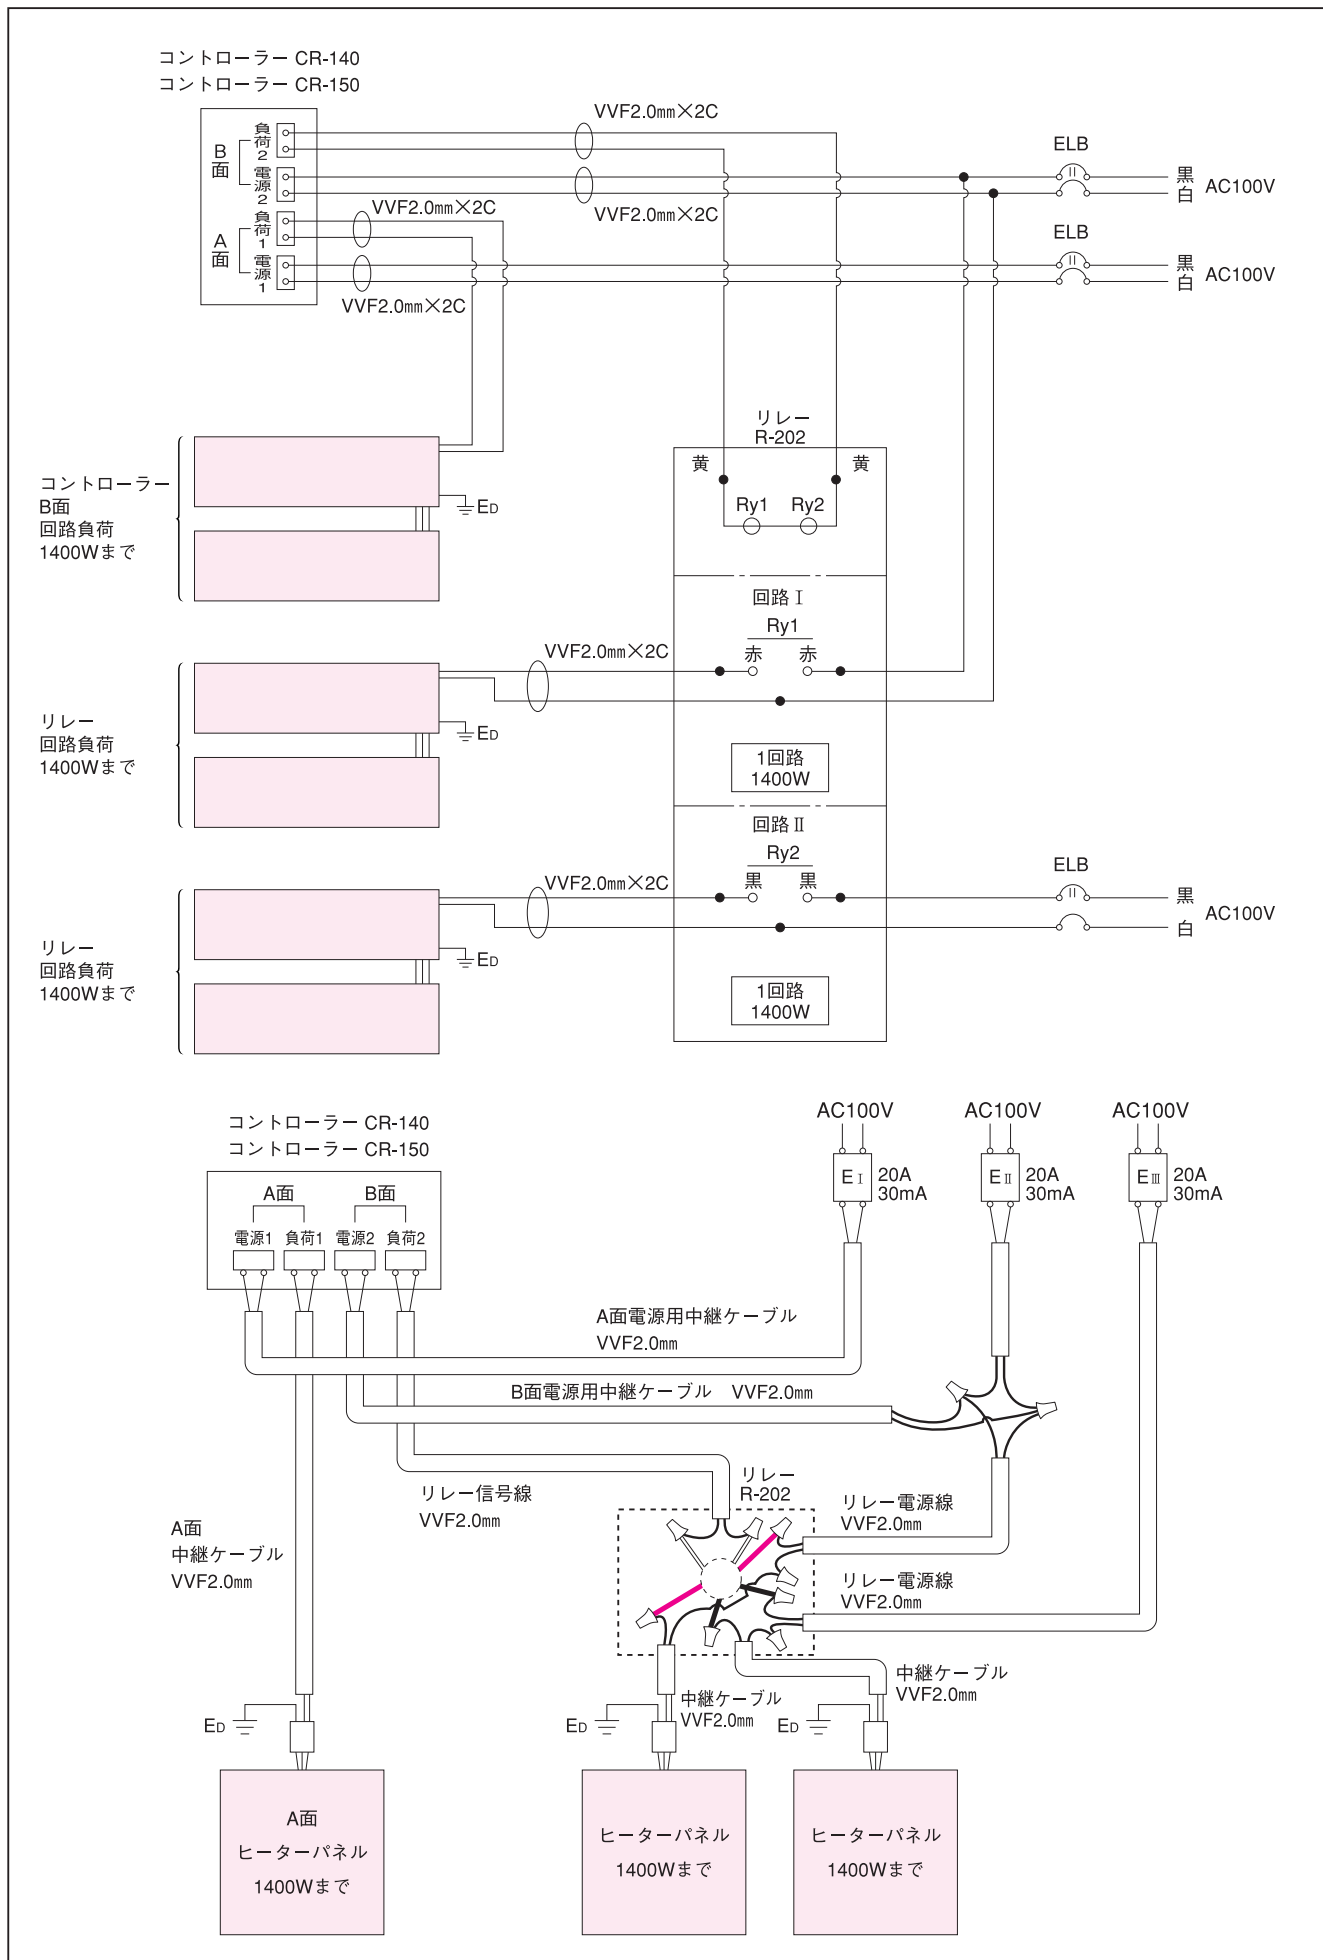 コントローラー CR-140
コントローラー CR-150
B面
負荷2
電源2
A面
負荷1
電源1
VVF2.0mm×2C
VVF2.0mm×2C
VVF2.0mm×2C
VVF2.0mm×2C
ELB
黒
白
AC100V
ELB
黒
白
AC100V
リレー
R-202
黄
黄
Ry1
Ry2
コントローラー
B面
回路負荷
1400Wまで
ED
回路Ⅰ
Ry1
赤
赤
VVF2.0mm×2C
リレー
回路負荷
1400Wまで
ED
1回路
1400W
回路Ⅱ
Ry2
黒
黒
VVF2.0mm×2C
ELB
黒
白
AC100V
リレー
回路負荷
1400Wまで
ED
1回路
1400W
コントローラー CR-140
コントローラー CR-150
A面
B面
電源1
負荷1
電源2
負荷2
AC100V
AC100V
AC100V
EⅠ
20A
30mA
EⅡ
20A
30mA
EⅢ
20A
30mA
A面電源用中継ケーブル
VVF2.0mm
B面電源用中継ケーブル VVF2.0mm
リレー信号線
VVF2.0mm
リレー
R-202
リレー電源線
VVF2.0mm
リレー電源線
VVF2.0mm
A面
中継ケーブル
VVF2.0mm
中継ケーブル
VVF2.0mm
中継ケーブル
VVF2.0mm
ED
ED
ED
A面
ヒーターパネル
1400Wまで
ヒーターパネル
1400Wまで
ヒーターパネル
1400Wまで